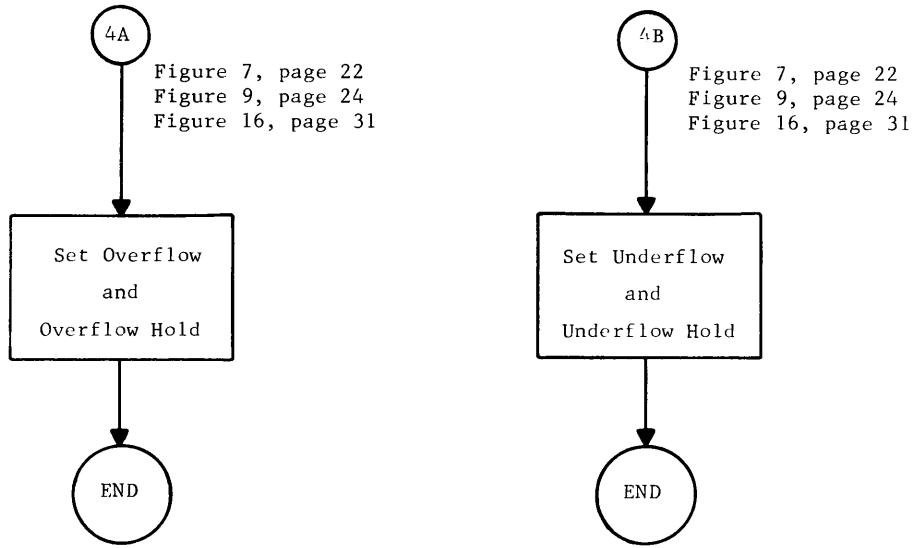 4A
Figure 7, page 22
Figure 9, page 24
Figure 16, page 31
Set Overflow
and
Overflow Hold
END
4B
Figure 7, page 22
Figure 9, page 24
Figure 16, page 31
Set Underflow
and
Underflow Hold
END